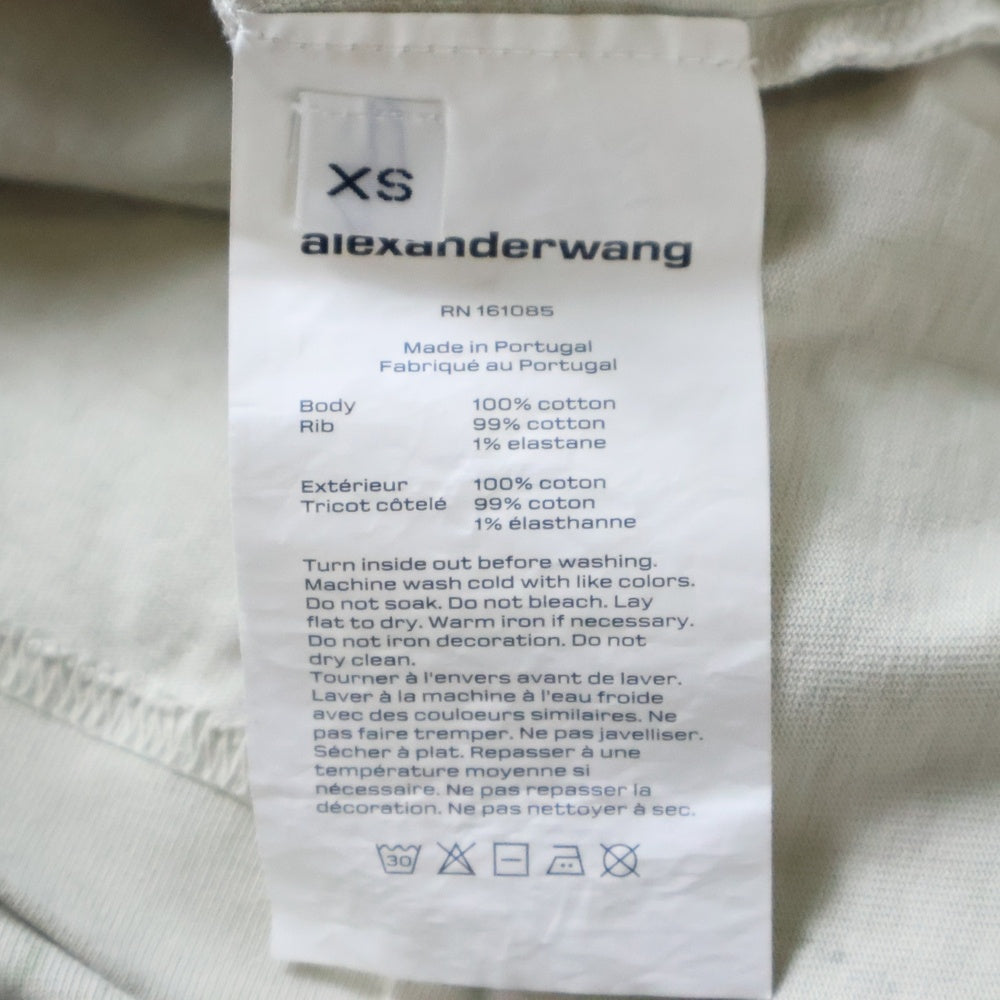 XS
alexanderwang
RN 161085
Made in Portugal
Fabriqué au Portugal
Body 100% cotton
Rib 99% cotton
1% elastane
Extérieur 100% coton
Tricot côtelé 99% coton
1% élasthanne
Turn inside out before washing.
Machine wash cold with like colors.
Do not soak. Do not bleach. Lay
flat to dry. Warm iron if necessary.
Do not iron decoration. Do not
dry clean.
Tourner à l'envers avant de laver.
Laver à la machine à l'eau froide
avec des couloeurs similaires. Ne
pas faire tremper. Ne pas javelliser.
Sécher à plat. Repasser à une
température moyenne si
nécessaire. Ne pas repasser la
décoration. Ne pas nettoyer à sec.
30